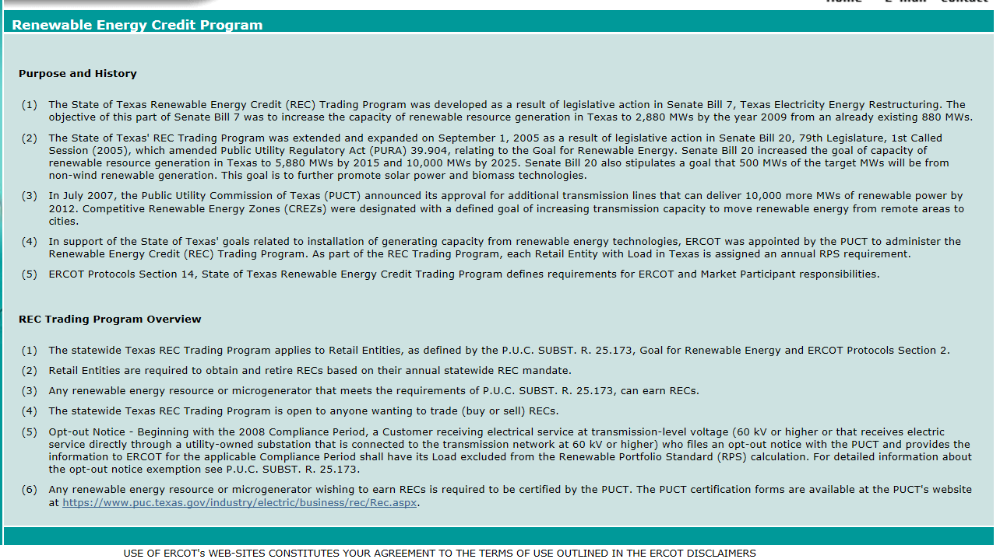 Renewable Energy Credit Program
Purpose and History
(1) The State of Texas Renewable Energy Credit (REC) Trading Program was developed as a result of legislative action in Senate Bill 7, Texas Electricity Energy Restructuring. The
objective of this part of Senate Bill 7 was to increase the capacity of renewable resource generation in Texas to 2,880 MWs by the year 2009 from an already existing 880 MWs.
(2) The State of Texas' REC Trading Program was extended and expanded on September 1, 2005 as a result of legislative action in Senate Bill 20, 79th Legislature, 1st Called
Session (2005), which amended Public Utility Regulatory Act (PURA) 39.904, relating to the Goal for Renewable Energy. Senate Bill 20 increased the goal of capacity of
renewable resource generation in Texas to 5,880 MWs by 2015 and 10,000 MWs by 2025. Senate Bill 20 also stipulates a goal that 500 MWs of the target MWs will be from
non-wind renewable generation. This goal is to further promote solar power and biomass technologies.
(3) In July 2007, the Public Utility Commission of Texas (PUCT) announced its approval for additional transmission lines that can deliver 10,000 more MWs of renewable power by
2012. Competitive Renewable Energy Zones (CREZs) were designated with a defined goal of increasing transmission capacity to move renewable energy from remote areas to
cities.
(4) In support of the State of Texas' goals related to installation of generating capacity from renewable energy technologies, ERCOT was appointed by the PUCT to administer the
Renewable Energy Credit (REC) Trading Program. As part of the REC Trading Program, each Retail Entity with Load in Texas is assigned an annual RPS requirement.
(5) ERCOT Protocols Section 14, State of Texas Renewable Energy Credit Trading Program defines requirements for ERCOT and Market Participant responsibilities.
REC Trading Program Overview
(1) The statewide Texas REC Trading Program applies to Retail Entities, as defined by the P.U.C. SUBST. R. 25.173, Goal for Renewable Energy and ERCOT Protocols Section 2.
(2) Retail Entities are required to obtain and retire RECs based on their annual statewide REC mandate.
(3) Any renewable energy resource or microgenerator that meets the requirements of P.U.C. SUBST. R. 25.173, can earn RECs.
(4) The statewide Texas REC Trading Program is open to anyone wanting to trade (buy or sell) RECs.
(5) Opt-out Notice - Beginning with the 2008 Compliance Period, a Customer receiving electrical service at transmission-level voltage (60 kV or higher or that receives electric
service directly through a utility-owned substation that is connected to the transmission network at 60 kV or higher) who files an opt-out notice with the PUCT and provides the
information to ERCOT for the applicable Compliance Period shall have its Load excluded from the Renewable Portfolio Standard (RPS) calculation. For detailed information about
the opt-out notice exemption see P.U.C. SUBST. R. 25.173.
(6) Any renewable energy resource or microgenerator wishing to earn RECs is required to be certified by the PUCT. The PUCT certification forms are available at the PUCT's website
at https://www.puc.texas.gov/industry/electric/business/rec/Rec.aspx.
USE OF ERCOT's WEB-SITES CONSTITUTES YOUR AGREEMENT TO THE TERMS OF USE OUTLINED IN THE ERCOT DISCLAIMERS